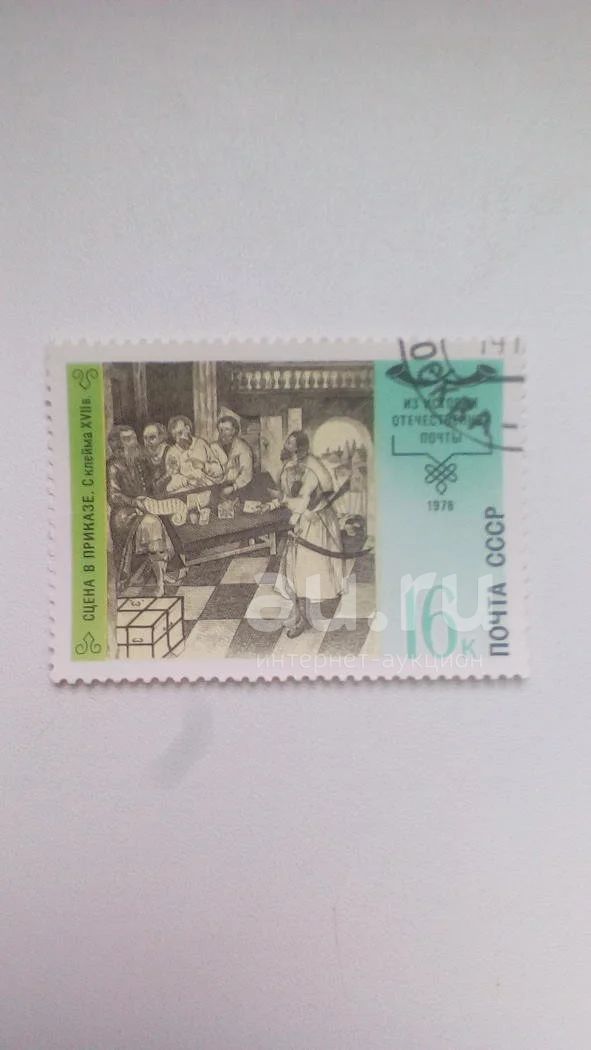 СЦЕНА В ПРИКАЗЕ. С клейма XVII в
ИЗ ИСТОРИИ
ОТЕЧЕСТВЕННОЙ
ПОЧТЫ
1978
16 к
ПОЧТА СССР
au.ru
интернет-аукцион